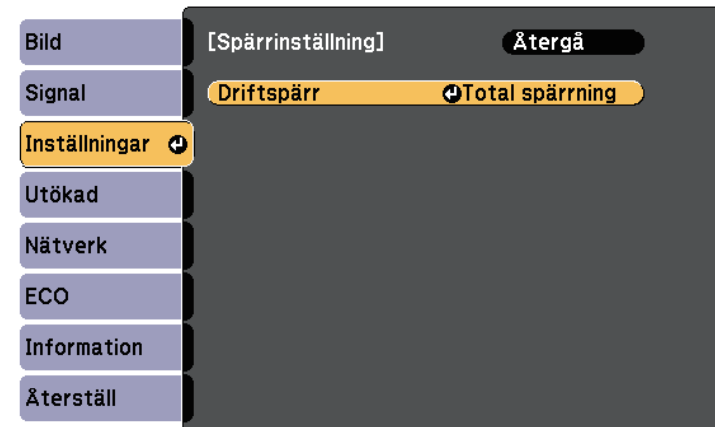 Bild
Signal
Inställningar
Utökad
Nätverk
ECO
Information
Återställ
[Spärrinställning] Återgå
Driftspärr Total spärrning